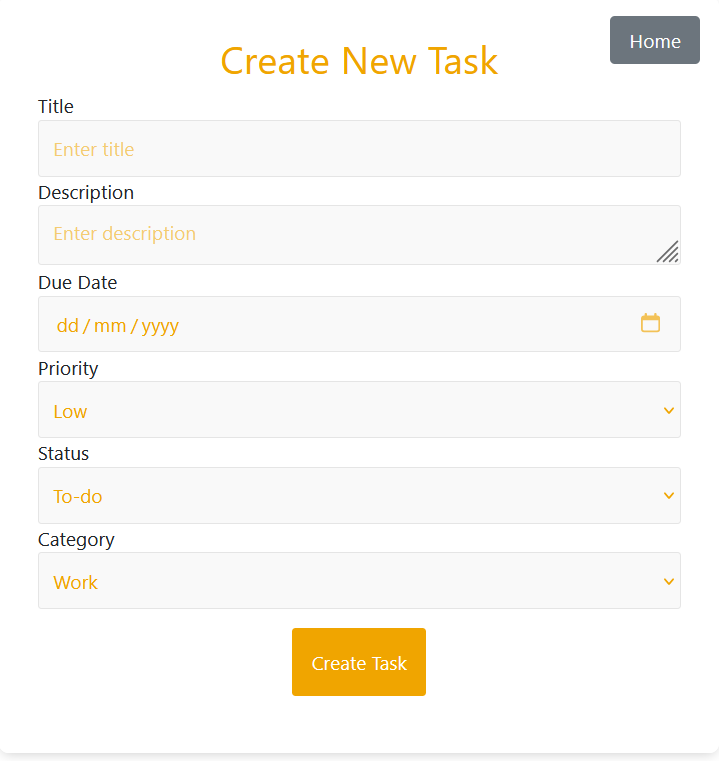 Home
Create New Task
Title
Enter title
Description
Enter description
Due Date
dd / mm / yyyy
Priority
Low
Status
To-do
Category
Work
Create Task